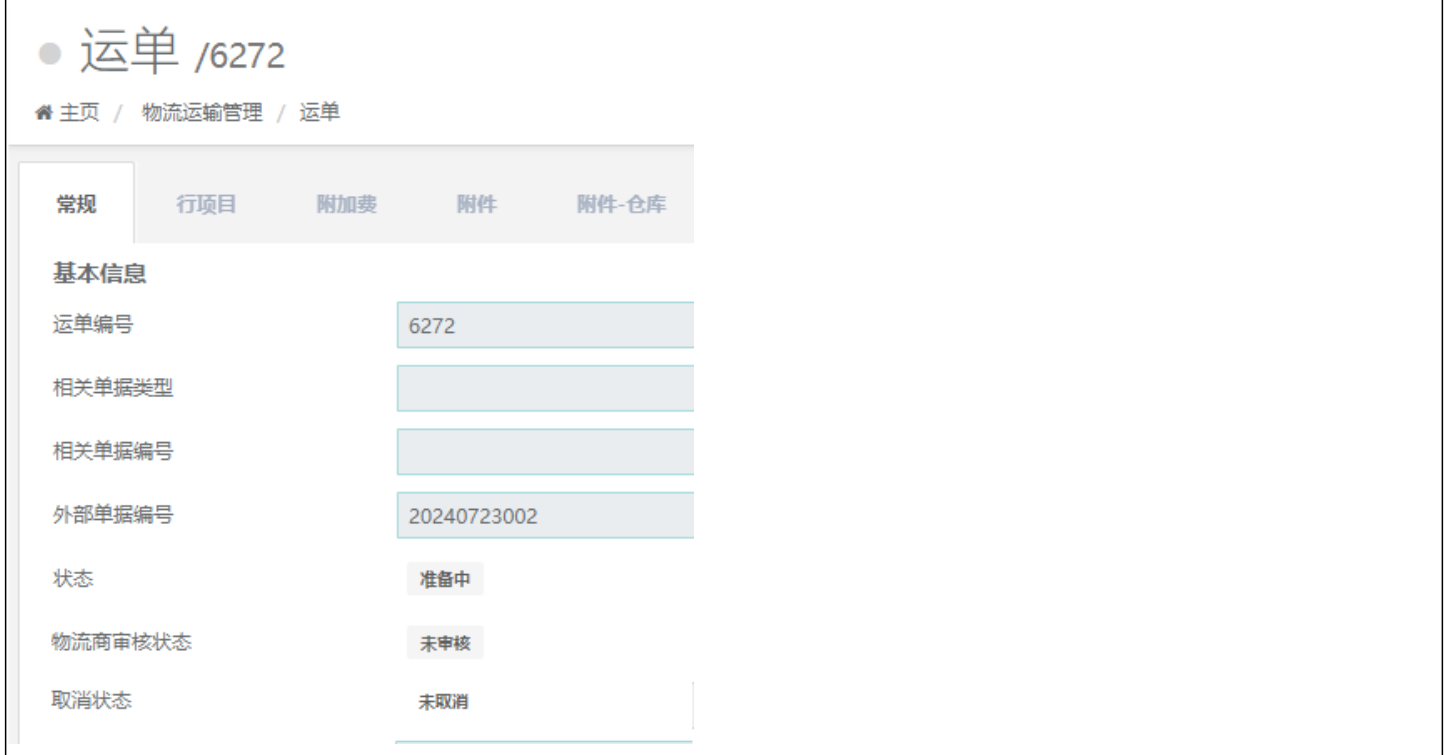 运单 /6272
主页 / 物流运输管理 / 运单
常规 行项目 附加费 附件 附件-仓库
基本信息
运单编号 6272
相关单据类型
相关单据编号
外部单据编号 20240723002
状态 准备中
物流商审核状态 未审核
取消状态 未取消